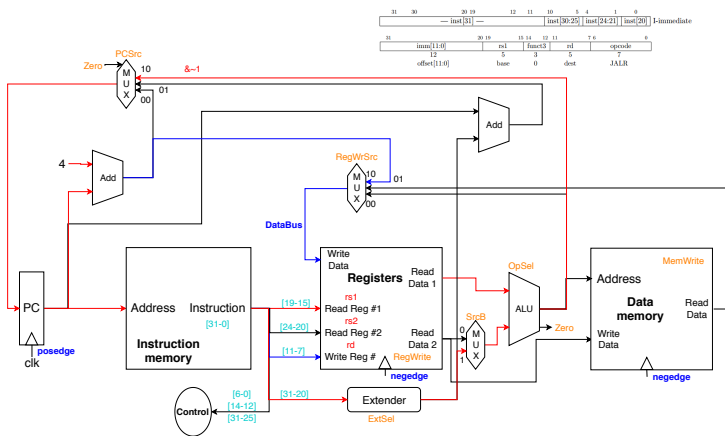 31 30 20 19 12 11 10 5 4 1 0
— inst[31] — inst[30:25] inst[24:21] inst[20] I-immediate
31 20 19 15 14 12 11 7 6 0
imm[11:0] rs1 funct3 rd opcode
12 5 3 5 7
offset[11:0] base 0 dest JALR
PCSrc
Zero
MUX
10
01
00
&~1
Add
4
Add
RegWrSrc
MUX
10
01
00
DataBus
PC
clk
posedge
Address
Instruction
[31-0]
Instruction memory
[19-15]
[24-20]
[11-7]
[31-20]
[6-0]
[14-12]
[31-25]
Control
Write Data
Registers
Read Data 1
rs1
Read Reg #1
rs2
Read Reg #2
rd
Write Reg #
Read Data 2
RegWrite
negedge
Extender
ExtSel
SrcB
0
MUX
1
OpSel
ALU
Zero
MemWrite
Address
Data memory
Read Data
Write Data
negedge